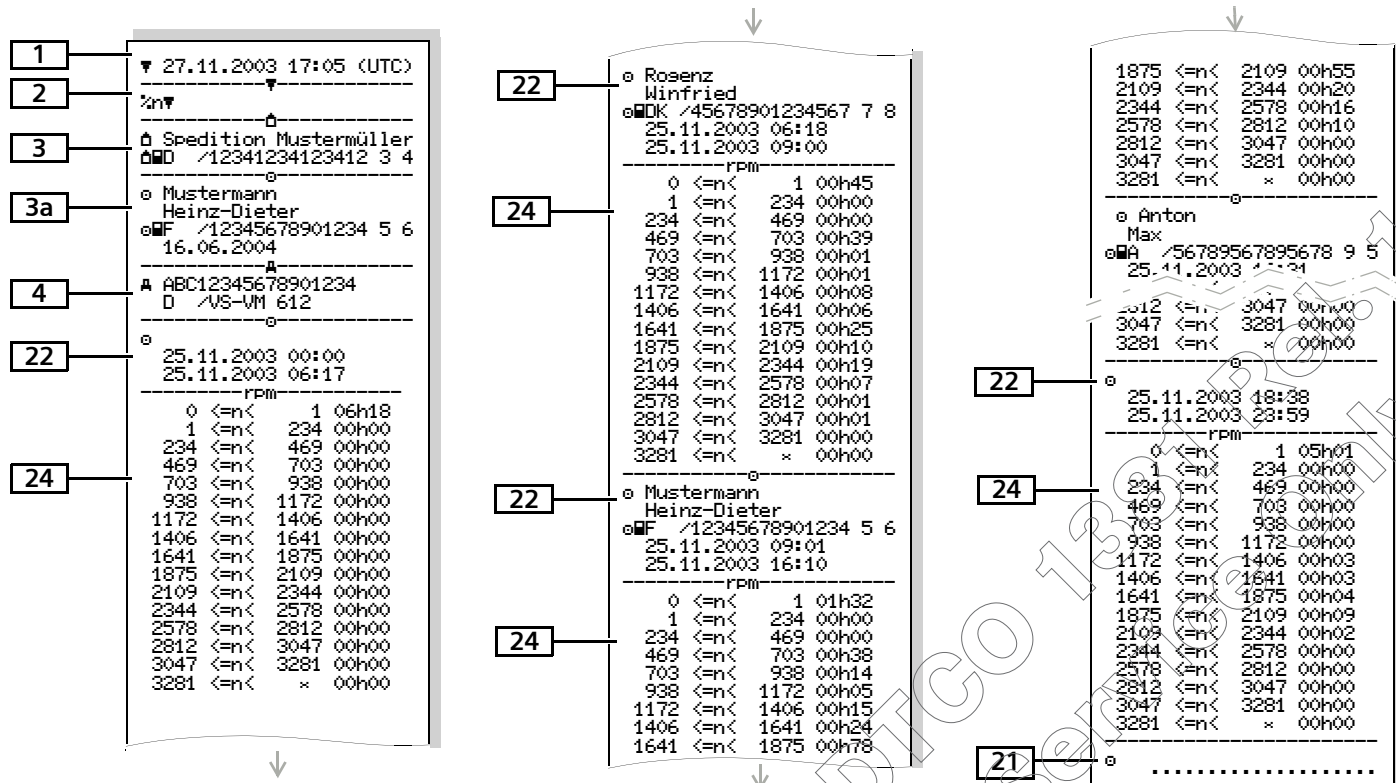 1
▼ 27.11.2003 17:05 (UTC)
2
%n▼
3
Spedition Mustermüller
D /12341234123412 3 4
3a
Mustermann
Heinz-Dieter
F /12345678901234 5 6
16.06.2004
4
A ABC12345678901234
D /VS-VM 612
22
25.11.2003 00:00
25.11.2003 06:17
rpm
24
0 <=n< 1 06h18
1 <=n< 234 00h00
234 <=n< 469 00h00
469 <=n< 703 00h00
703 <=n< 938 00h00
938 <=n< 1172 00h00
1172 <=n< 1406 00h00
1406 <=n< 1641 00h00
1641 <=n< 1875 00h00
1875 <=n< 2109 00h00
2109 <=n< 2344 00h00
2344 <=n< 2578 00h00
2578 <=n< 2812 00h00
2812 <=n< 3047 00h00
3047 <=n< 3281 00h00
3281 <=n< × 00h00
22
Rogenz
Winfried
DK /45678901234567 7 8
25.11.2003 06:18
25.11.2003 09:00
rpm
24
0 <=n< 1 00h45
1 <=n< 234 00h00
234 <=n< 469 00h00
469 <=n< 703 00h39
703 <=n< 938 00h01
938 <=n< 1172 00h01
1172 <=n< 1406 00h08
1406 <=n< 1641 00h06
1641 <=n< 1875 00h25
1875 <=n< 2109 00h10
2109 <=n< 2344 00h19
2344 <=n< 2578 00h07
2578 <=n< 2812 00h01
2812 <=n< 3047 00h01
3047 <=n< 3281 00h00
3281 <=n< × 00h00
22
Mustermann
Heinz-Dieter
F /12345678901234 5 6
25.11.2003 09:01
25.11.2003 16:10
rpm
24
0 <=n< 1 01h32
1 <=n< 234 00h00
234 <=n< 469 00h00
469 <=n< 703 00h38
703 <=n< 938 00h14
938 <=n< 1172 00h05
1172 <=n< 1406 00h15
1406 <=n< 1641 00h24
1641 <=n< 1875 00h78
1875 <=n< 2109 00h55
2109 <=n< 2344 00h20
2344 <=n< 2578 00h16
2578 <=n< 2812 00h10
2812 <=n< 3047 00h00
3047 <=n< 3281 00h00
3281 <=n< × 00h00
Anton
Max
A /56789567895678 9 5
25.11.2003
<=n< 3047 00h00
3047 <=n< 3281 00h00
3281 <=n< × 00h00
22
25.11.2003 18:38
25.11.2003 23:59
rpm
24
0 <=n< 1 05h01
1 <=n< 234 00h00
234 <=n< 469 00h00
469 <=n< 703 00h00
703 <=n< 938 00h00
938 <=n< 1172 00h00
1172 <=n< 1406 00h03
1406 <=n< 1641 00h03
1641 <=n< 1875 00h04
1875 <=n< 2109 00h09
2109 <=n< 2344 00h02
2344 <=n< 2578 00h00
2578 <=n< 2812 00h00
2812 <=n< 3047 00h00
3047 <=n< 3281 00h00
3281 <=n< × 00h00
21
DTCO 1381 Rel. 1